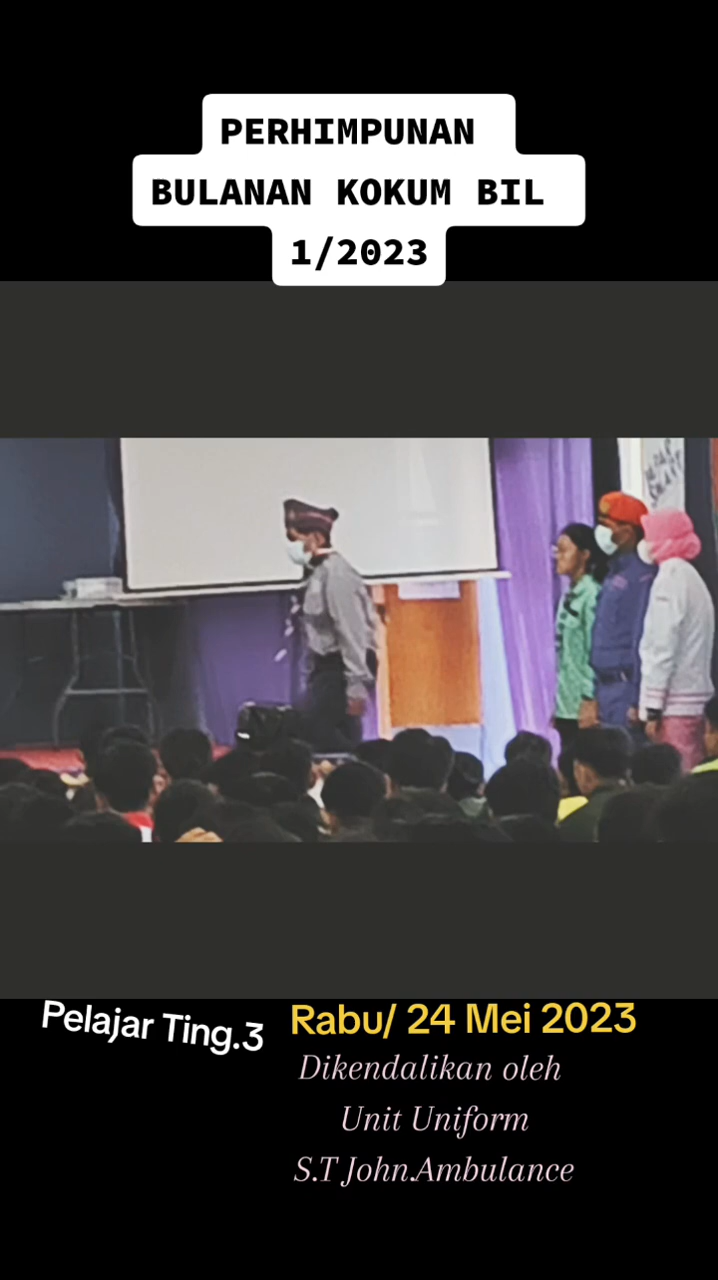 PERHIMPUNAN
BULANAN KOKUM BIL
1/2023
Pelajar Ting.3
Rabu/ 24 Mei 2023
Dikendalikan oleh
Unit Uniform
S.T John.Ambulance